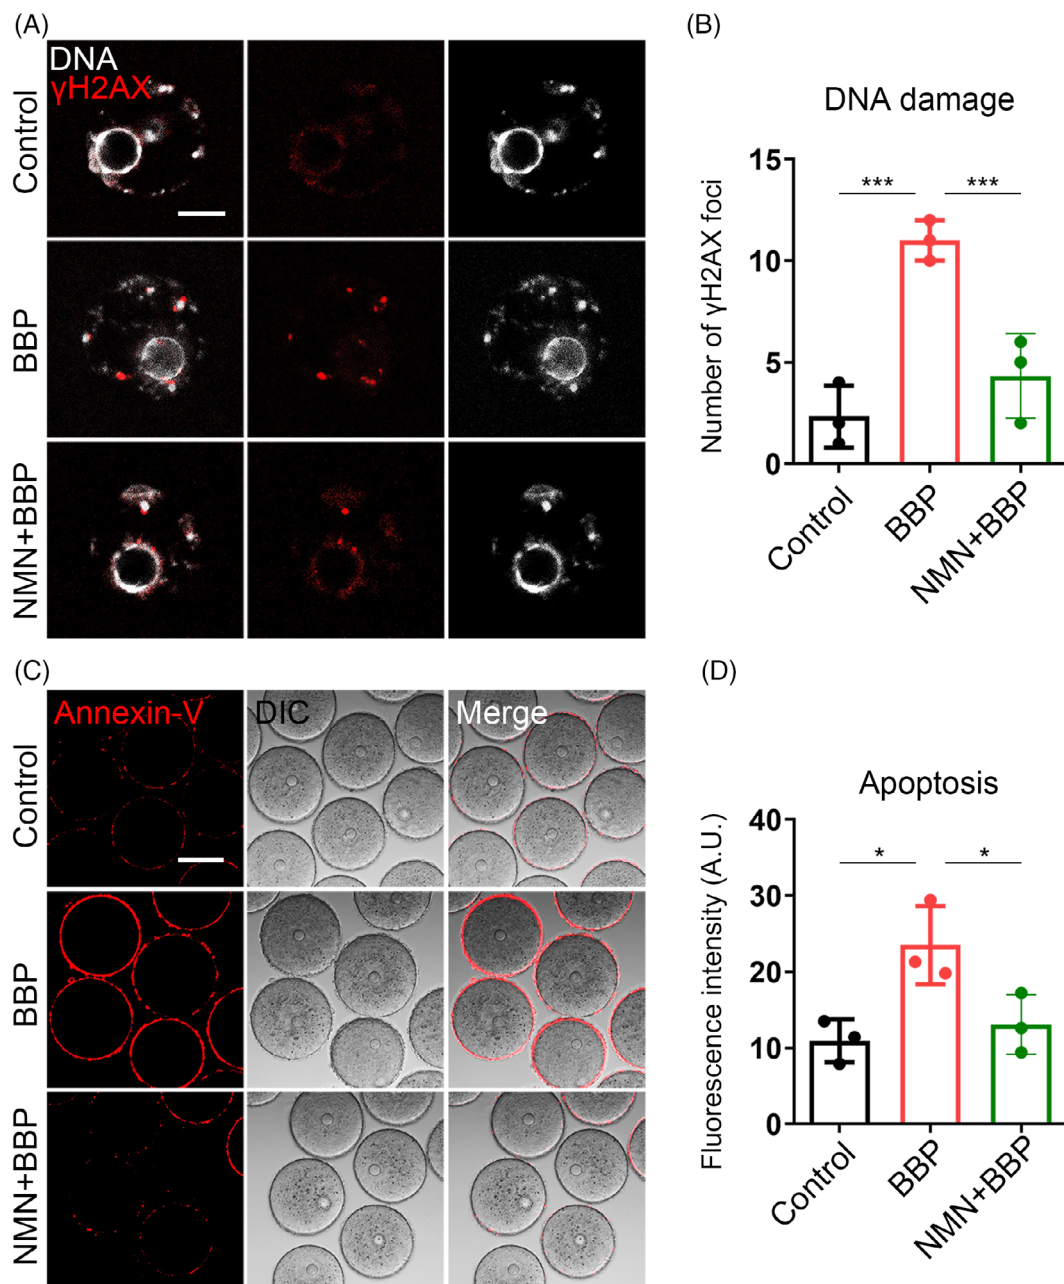 (A)
DNA
γH2AX
Control
BBP
NMN+BBP
(B)
DNA damage
Number of γH2AX foci
15
10
5
0
***
***
Control
BBP
NMN+BBP
(C)
Annexin-V
DIC
Merge
Control
BBP
NMN+BBP
(D)
Apoptosis
Fluorescence intensity (A.U.)
40
30
20
10
0
*
*
Control
BBP
NMN+BBP